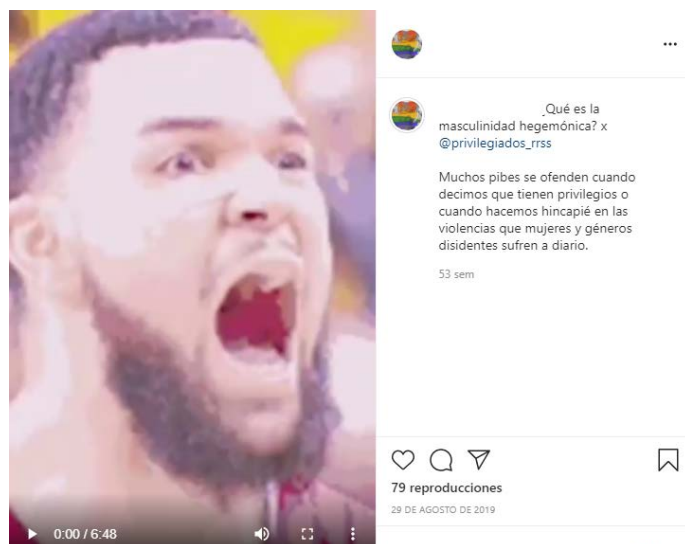 _Qué es la
masculinidad hegemónica? x
@privilegiados_rrss
Muchos pibes se ofenden cuando
decimos que tienen privilegios o
cuando hacemos hincapié en las
violencias que mujeres y géneros
disidentes sufren a diario.
53 sem
79 reproducciones
29 DE AGOSTO DE 2019
0:00 / 6:48